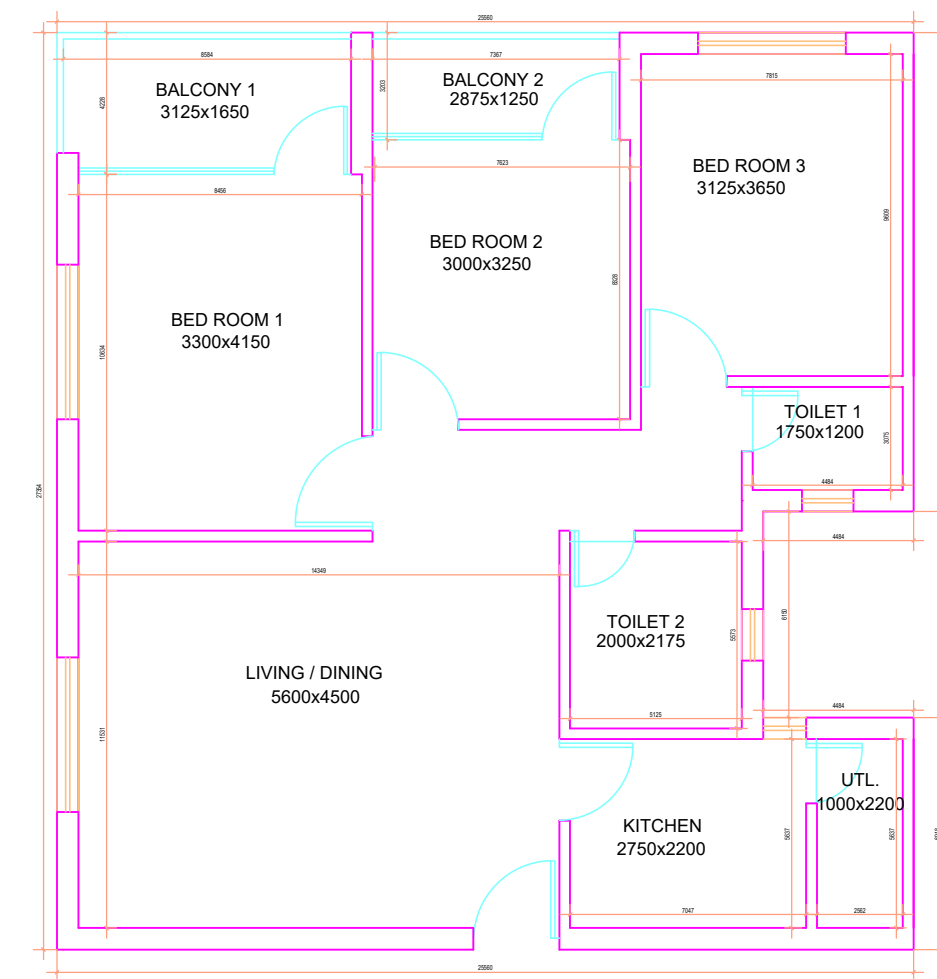 25560
8584
7367
7815
BALCONY 1
3125x1650
BALCONY 2
2875x1250
4228
3203
BED ROOM 3
3125x3650
7623
8456
9609
BED ROOM 2
3000x3250
8328
BED ROOM 1
3300x4150
10634
TOILET 1
1750x1200
3075
4484
27354
4484
14349
6150
TOILET 2
2000x2175
5573
LIVING / DINING
5600x4500
5125
4484
11531
UTL.
1000x2200
KITCHEN
2750x2200
5637
5637
7047
2562
25560